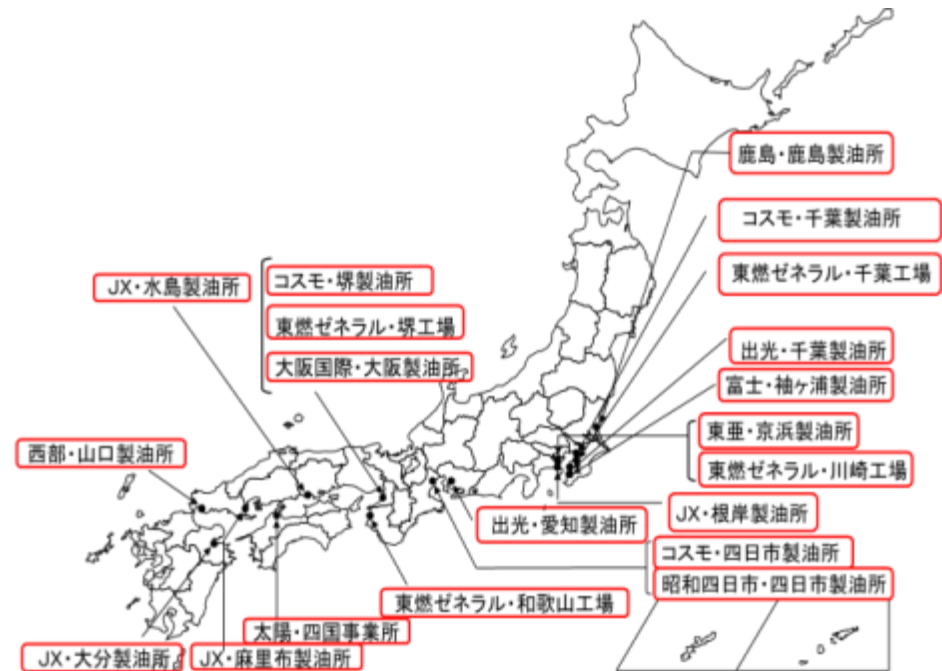 鹿島・鹿島製油所
コスモ・千葉製油所
東燃ゼネラル・千葉工場
コスモ・堺製油所
JX・水島製油所
東燃ゼネラル・堺工場
出光・千葉製油所
大阪国際・大阪製油所
富士・袖ヶ浦製油所
東亜・京浜製油所
西部・山口製油所
東燃ゼネラル・川崎工場
JX・根岸製油所
出光・愛知製油所
コスモ・四日市製油所
昭和四日市・四日市製油所
東燃ゼネラル・和歌山工場
太陽・四国事業所
JX・大分製油所
JX・麻里布製油所